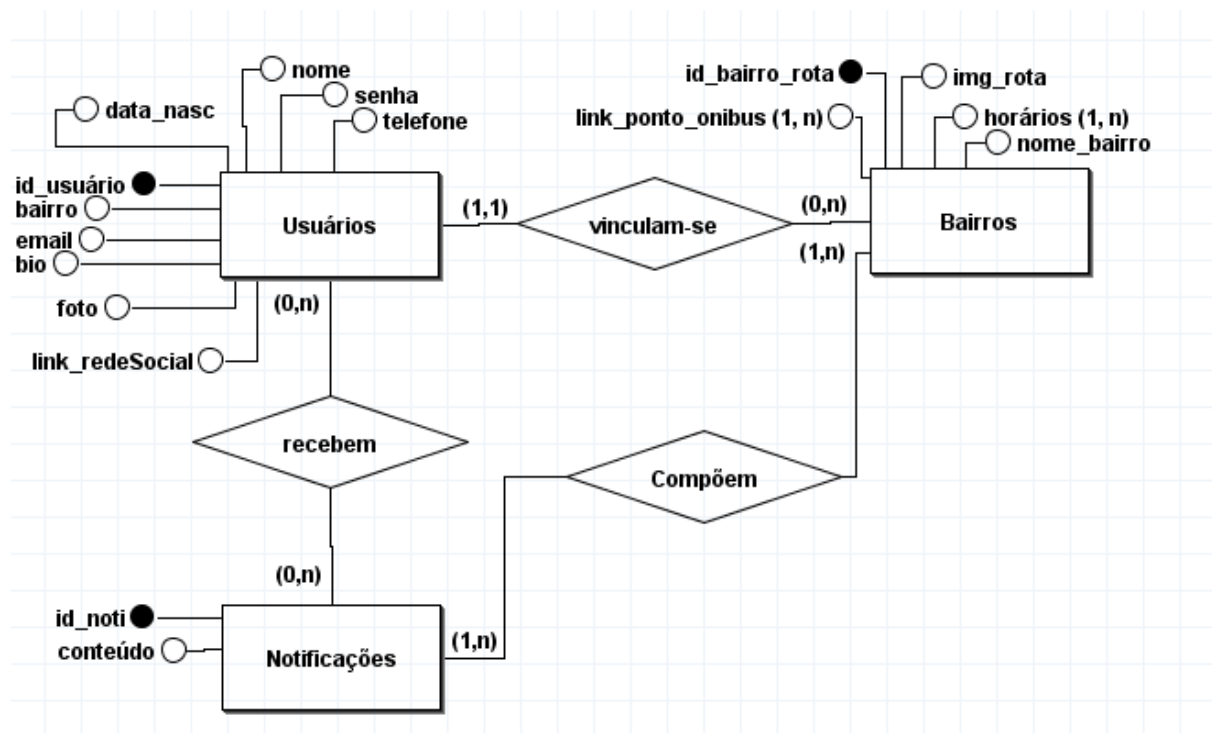 nome
senha
telefone
data_nasc
id_usuário
bairro
email
bio
foto
link_redeSocial
Usuários
(1,1)
vinculam-se
(0,n)
(1,n)
id_bairro_rota
img_rota
link_ponto_onibus (1, n)
horários (1, n)
nome_bairro
Bairros
(0,n)
recebem
(0,n)
Compõem
(1,n)
id_noti
conteúdo
Notificações